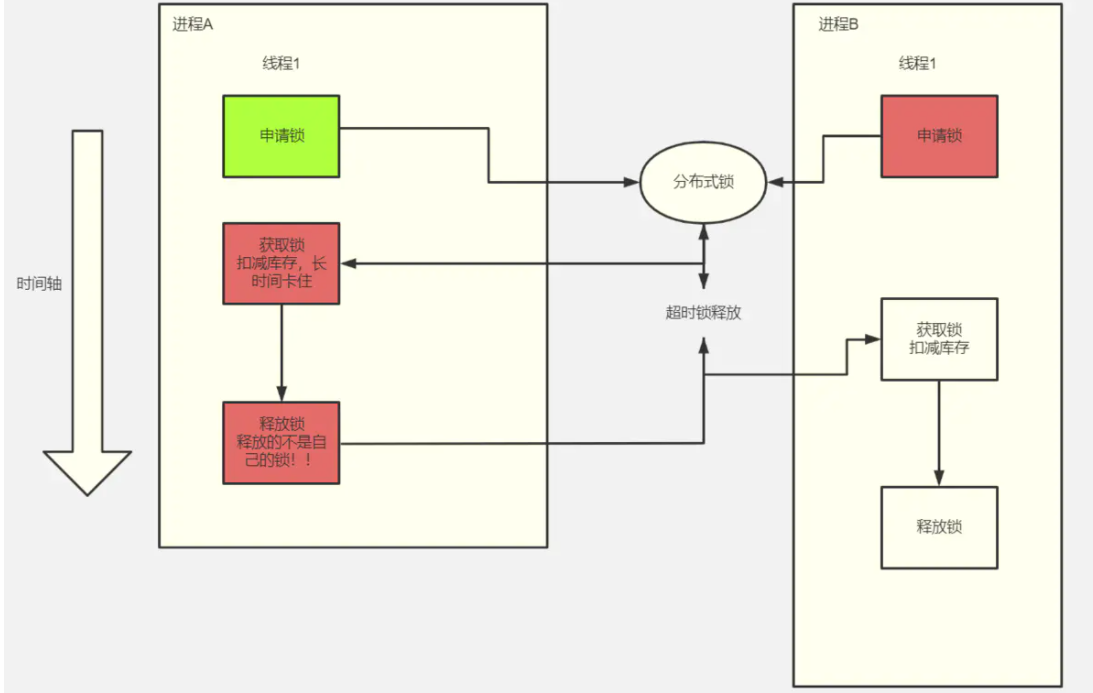 进程A
线程1
申请锁
获取锁
扣减库存，长
时间卡住
释放锁
释放的不是自
己的锁！！
时间轴
分布式锁
超时锁释放
进程B
线程1
申请锁
获取锁
扣减库存
释放锁